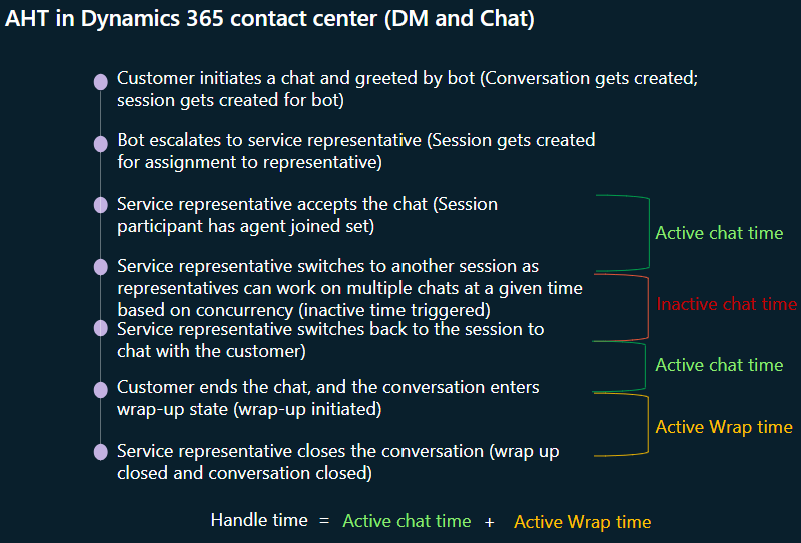 AHT in Dynamics 365 contact center (DM and Chat)
Customer initiates a chat and greeted by bot (Conversation gets created;
session gets created for bot)
Bot escalates to service representative (Session gets created
for assignment to representative)
Service representative accepts the chat (Session
participant has agent joined set)
Active chat time
Service representative switches to another session as
representatives can work on multiple chats at a given time
based on concurrency (inactive time triggered)
Inactive chat time
Service representative switches back to the session to
chat with the customer)
Active chat time
Customer ends the chat, and the conversation enters
wrap-up state (wrap-up initiated)
Active Wrap time
Service representative closes the conversation (wrap up
closed and conversation closed)
Handle time = Active chat time + Active Wrap time